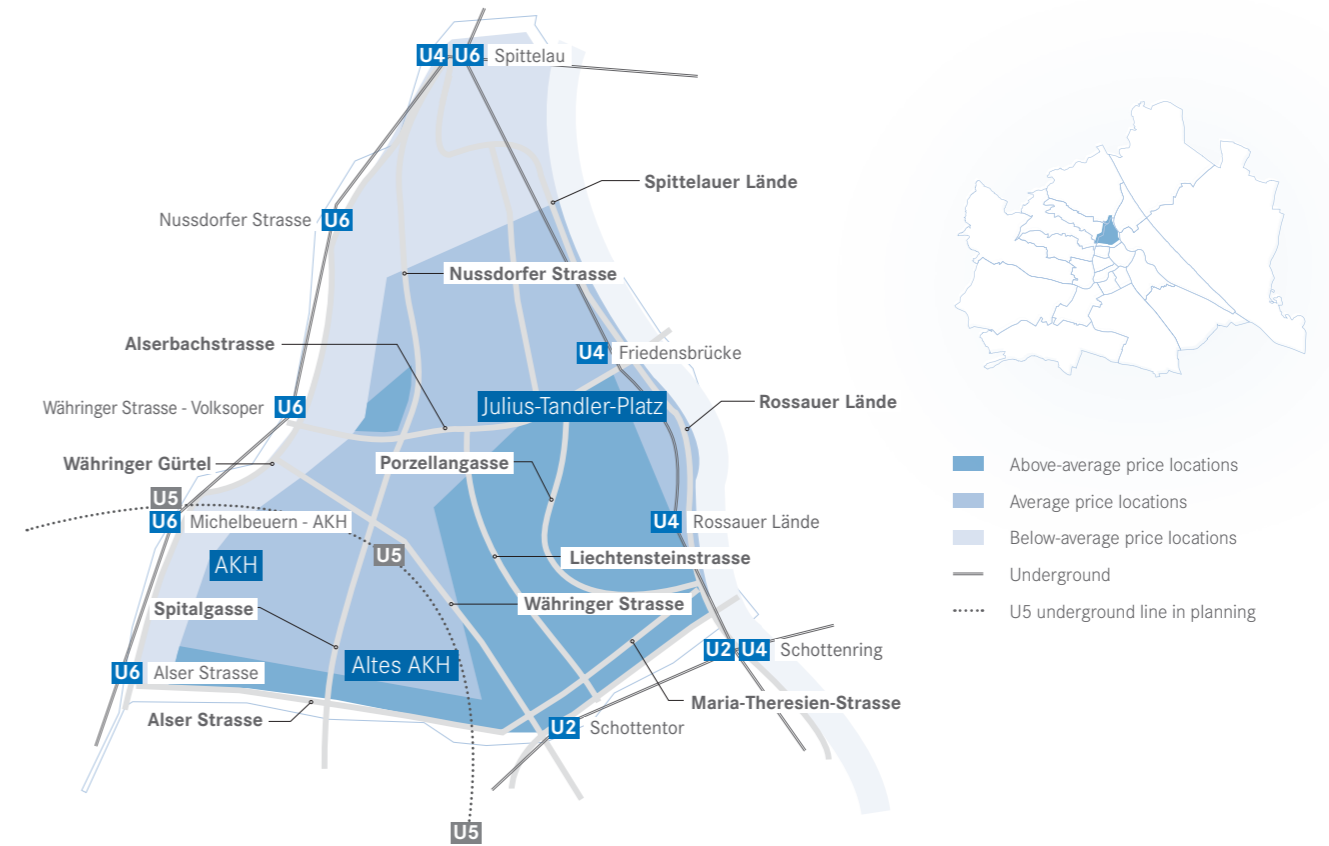 U4 U6 Spittelau
Spittelauer Lände
Nussdorfer Strasse U6
Nussdorfer Strasse
Alserbachstrasse
U4 Friedensbrücke
Währinger Strasse - Volksoper U6
Julius-Tandler-Platz
Rossauer Lände
Währinger Gürtel
Porzellangasse
U5
U6 Michelbeuern - AKH
U4 Rossauer Lände
U5
AKH
Liechtensteinstrasse
Spitalgasse
Währinger Strasse
U2 U4 Schottenring
Altes AKH
U6 Alser Strasse
Maria-Theresien-Strasse
Alser Strasse
U2 Schottentor
U5
Above-average price locations
Average price locations
Below-average price locations
Underground
U5 underground line in planning